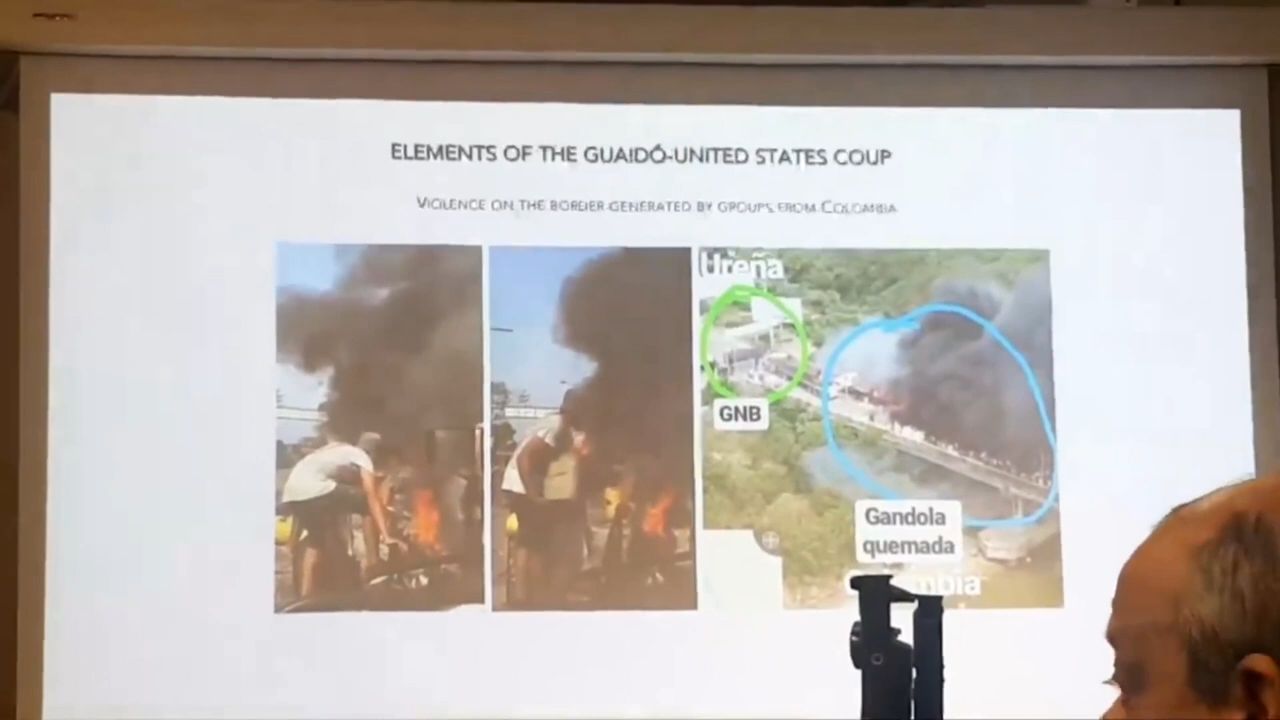 ELEMENTS OF THE GUAIDÓ-UNITED STATES COUP
VIOLENCE ON THE BORDER GENERATED BY GROUPS FROM COLOMBIA
Ureña
GNB
Gandola
quemada